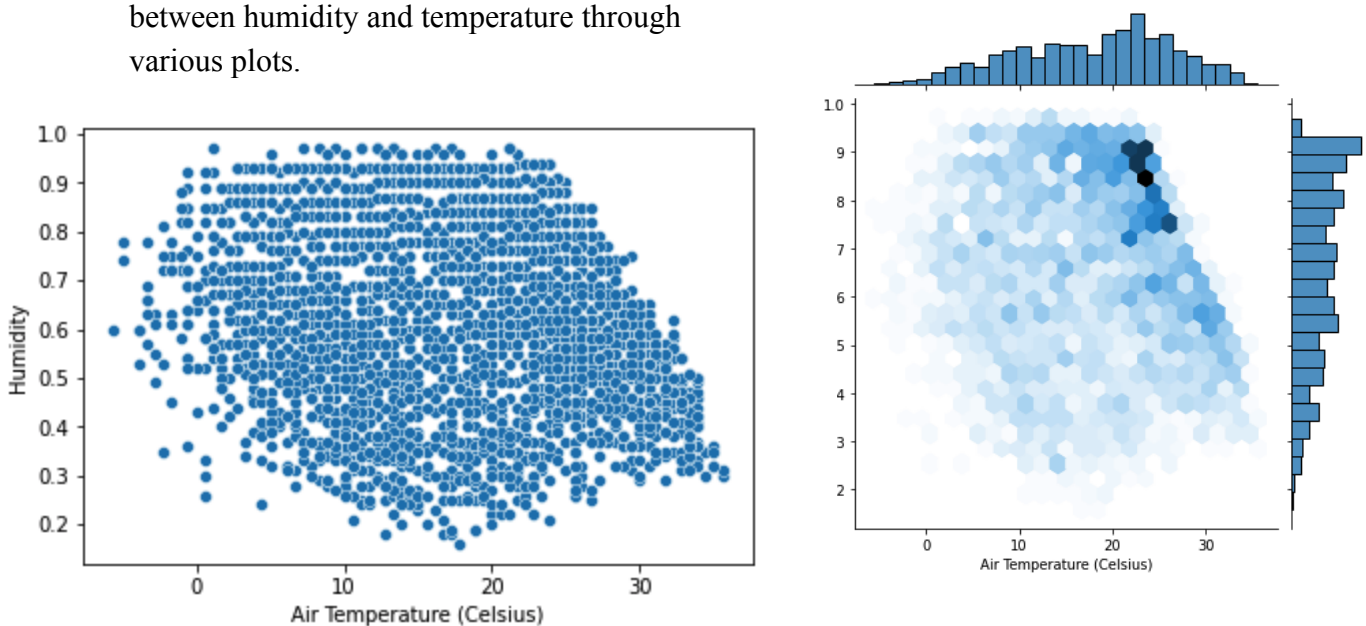 between humidity and temperature through
various plots.
1.0
0.9
0.8
0.7
0.6
0.5
0.4
0.3
0.2
Humidity
0 10 20 30
Air Temperature (Celsius)
1.0
9
8
7
6
5
4
3
2
0 10 20 30
Air Temperature (Celsius)